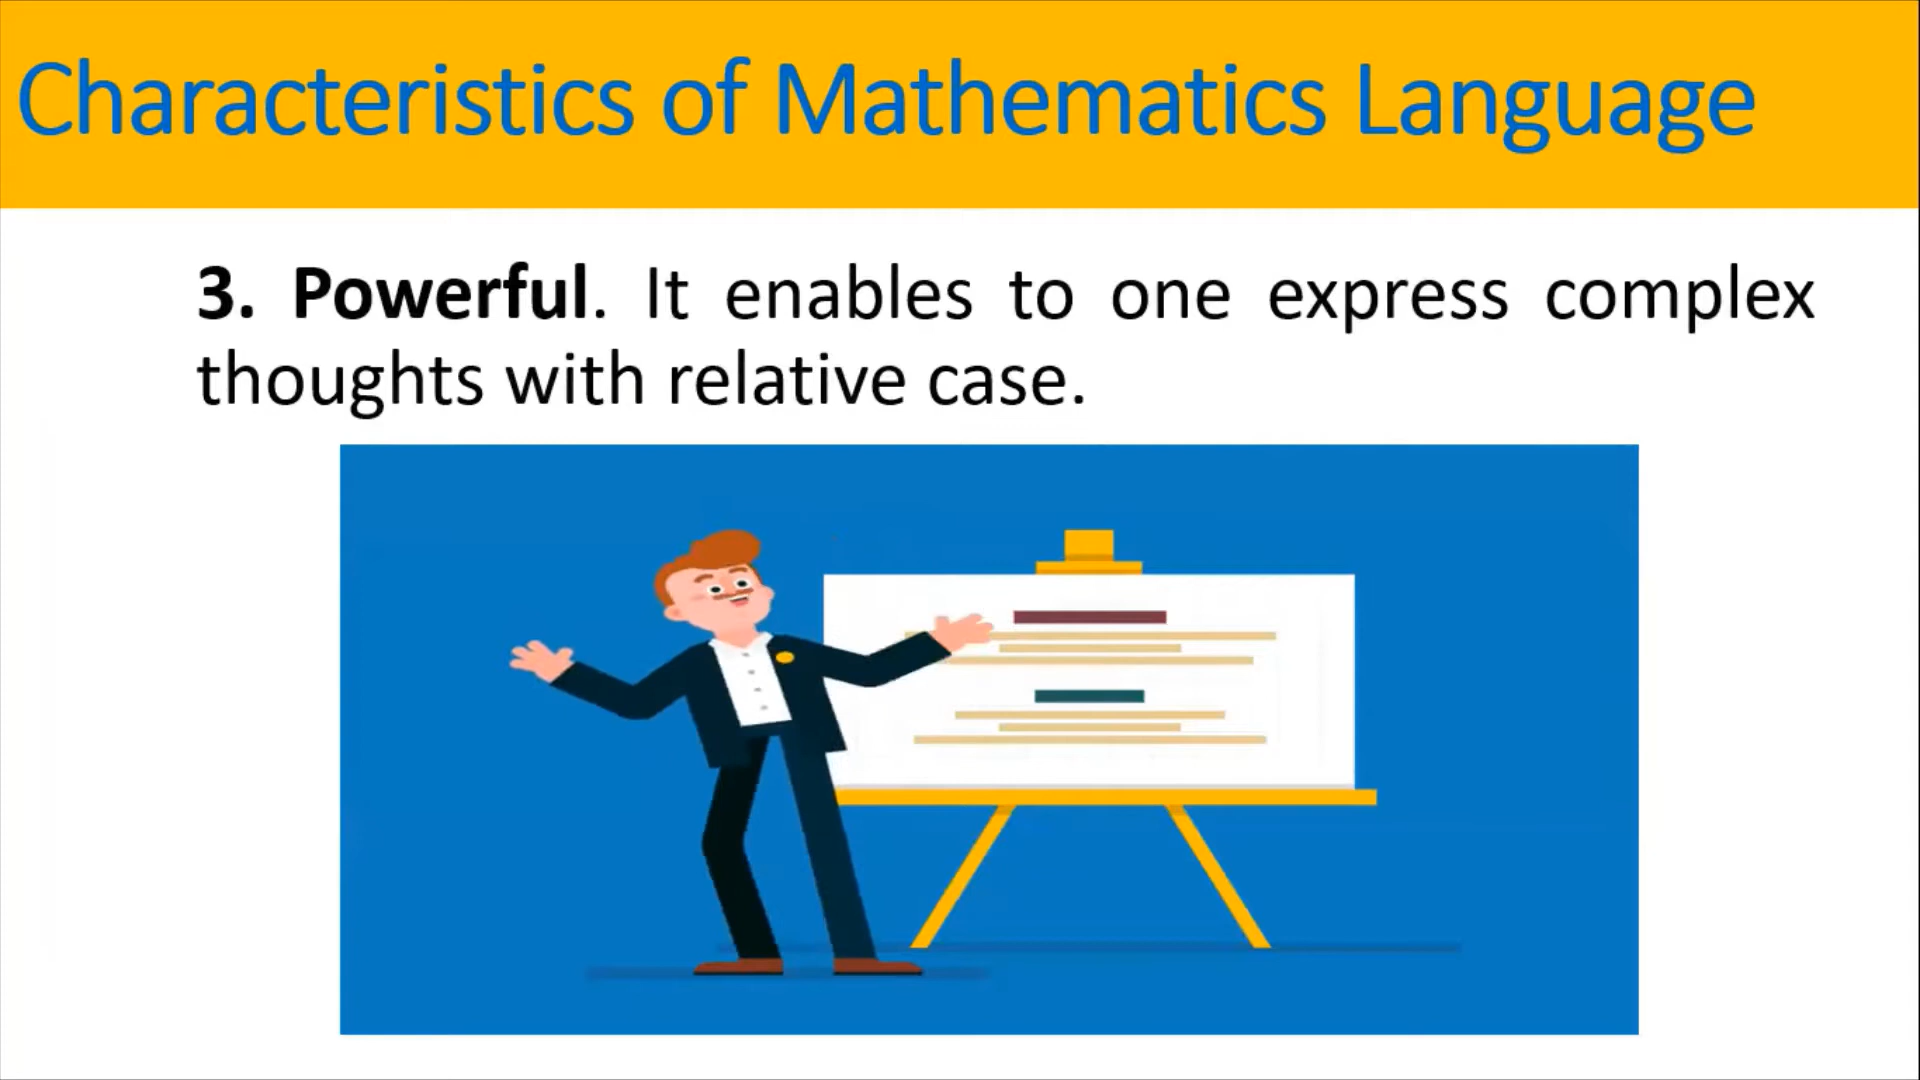 Characteristics of Mathematics Language
3. Powerful. It enables to one express complex
thoughts with relative case.